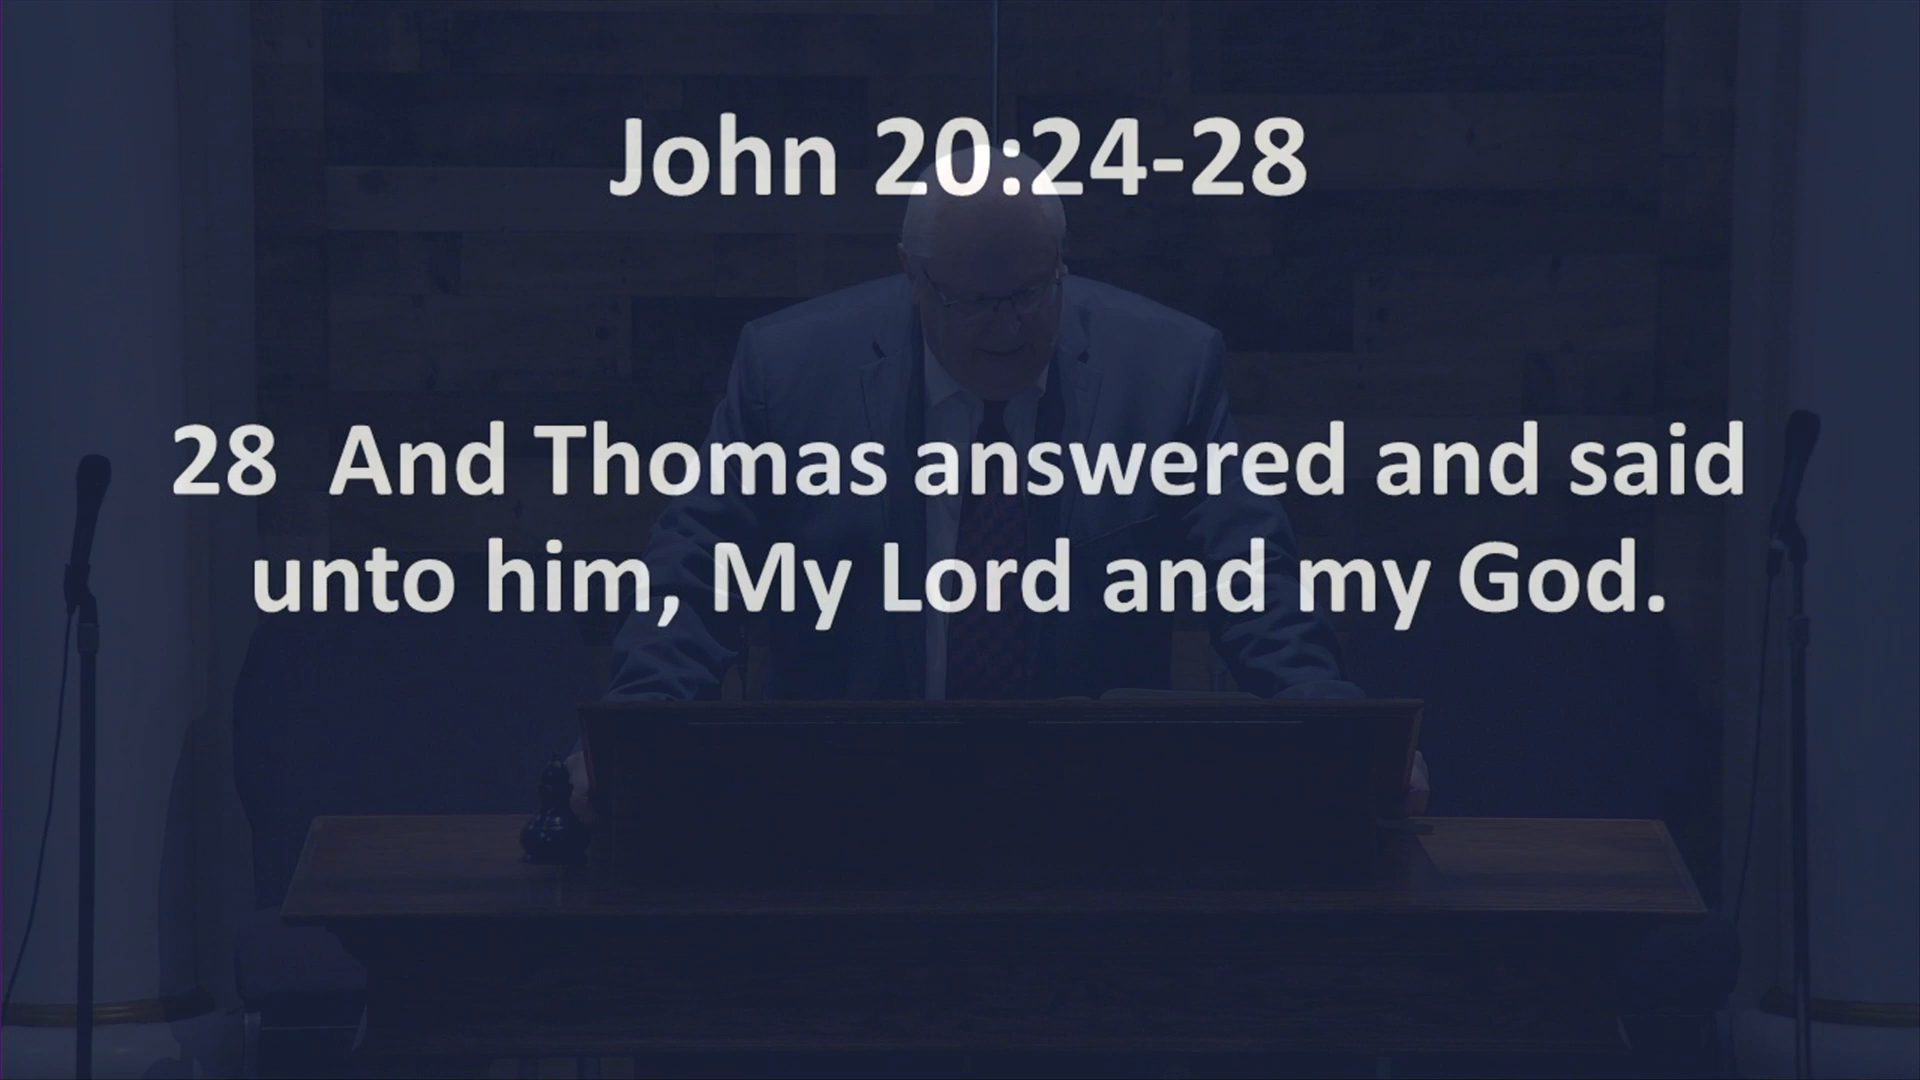 John 20:24-28
28 And Thomas answered and said
unto him, My Lord and my God.